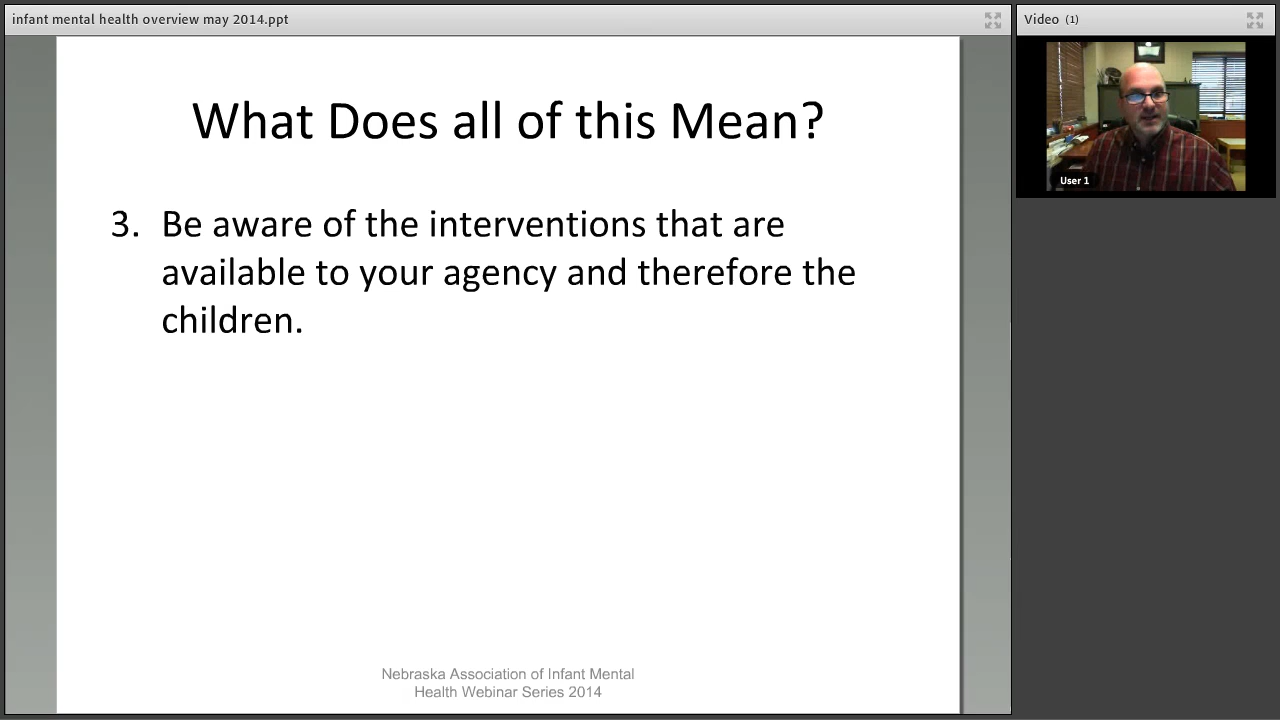 infant mental health overview may 2014.ppt
Video (1)
What Does all of this Mean?
3. Be aware of the interventions that are
available to your agency and therefore the
children.
User 1
Nebraska Association of Infant Mental
Health Webinar Series 2014